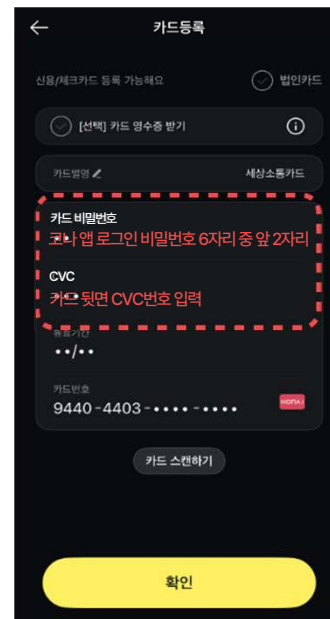 카드등록
신용/체크카드 등록 가능해요 법인카드
[선택] 카드 영수증 받기
카드별명 세상소통카드
카드 비밀번호
코나 앱 로그인 비밀번호 6자리 중 앞 2자리
CVC
카드 뒷면 CVC번호 입력
유효기간
••/••
카드번호
9440 - 4403 - •••• - ••••
KONA I
카드 스캔하기
확인